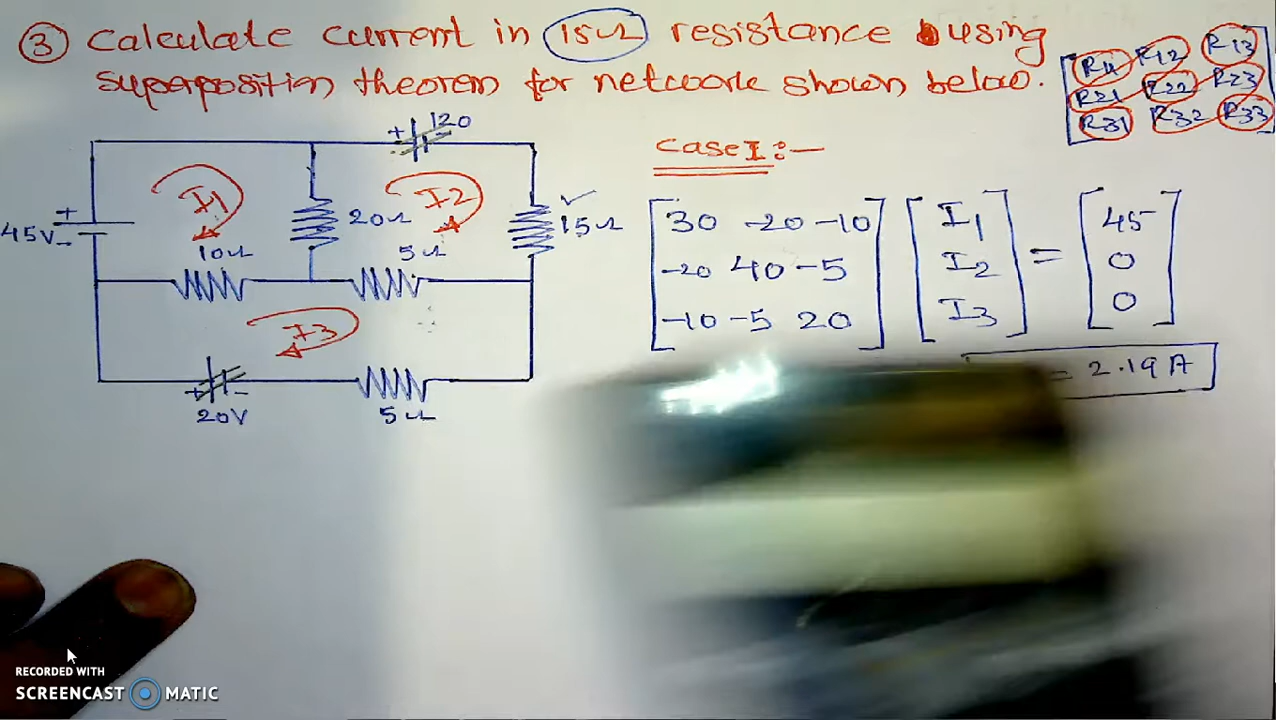 ③ Calculate current in 15Ω resistance using
superposition theorem for network shown below.
R11 R12 R13
R21 R22 R23
R31 R32 R33
+ 120
45V + -
I1
20Ω
I2
15Ω
10Ω
5Ω
I3
+ -
20V
5Ω
Case I :-
30 -20 -10
-20 40 -5
-10 -5 20
I1
I2
I3
=
45
0
0
= 2.19 A
RECORDED WITH
SCREENCAST MATIC